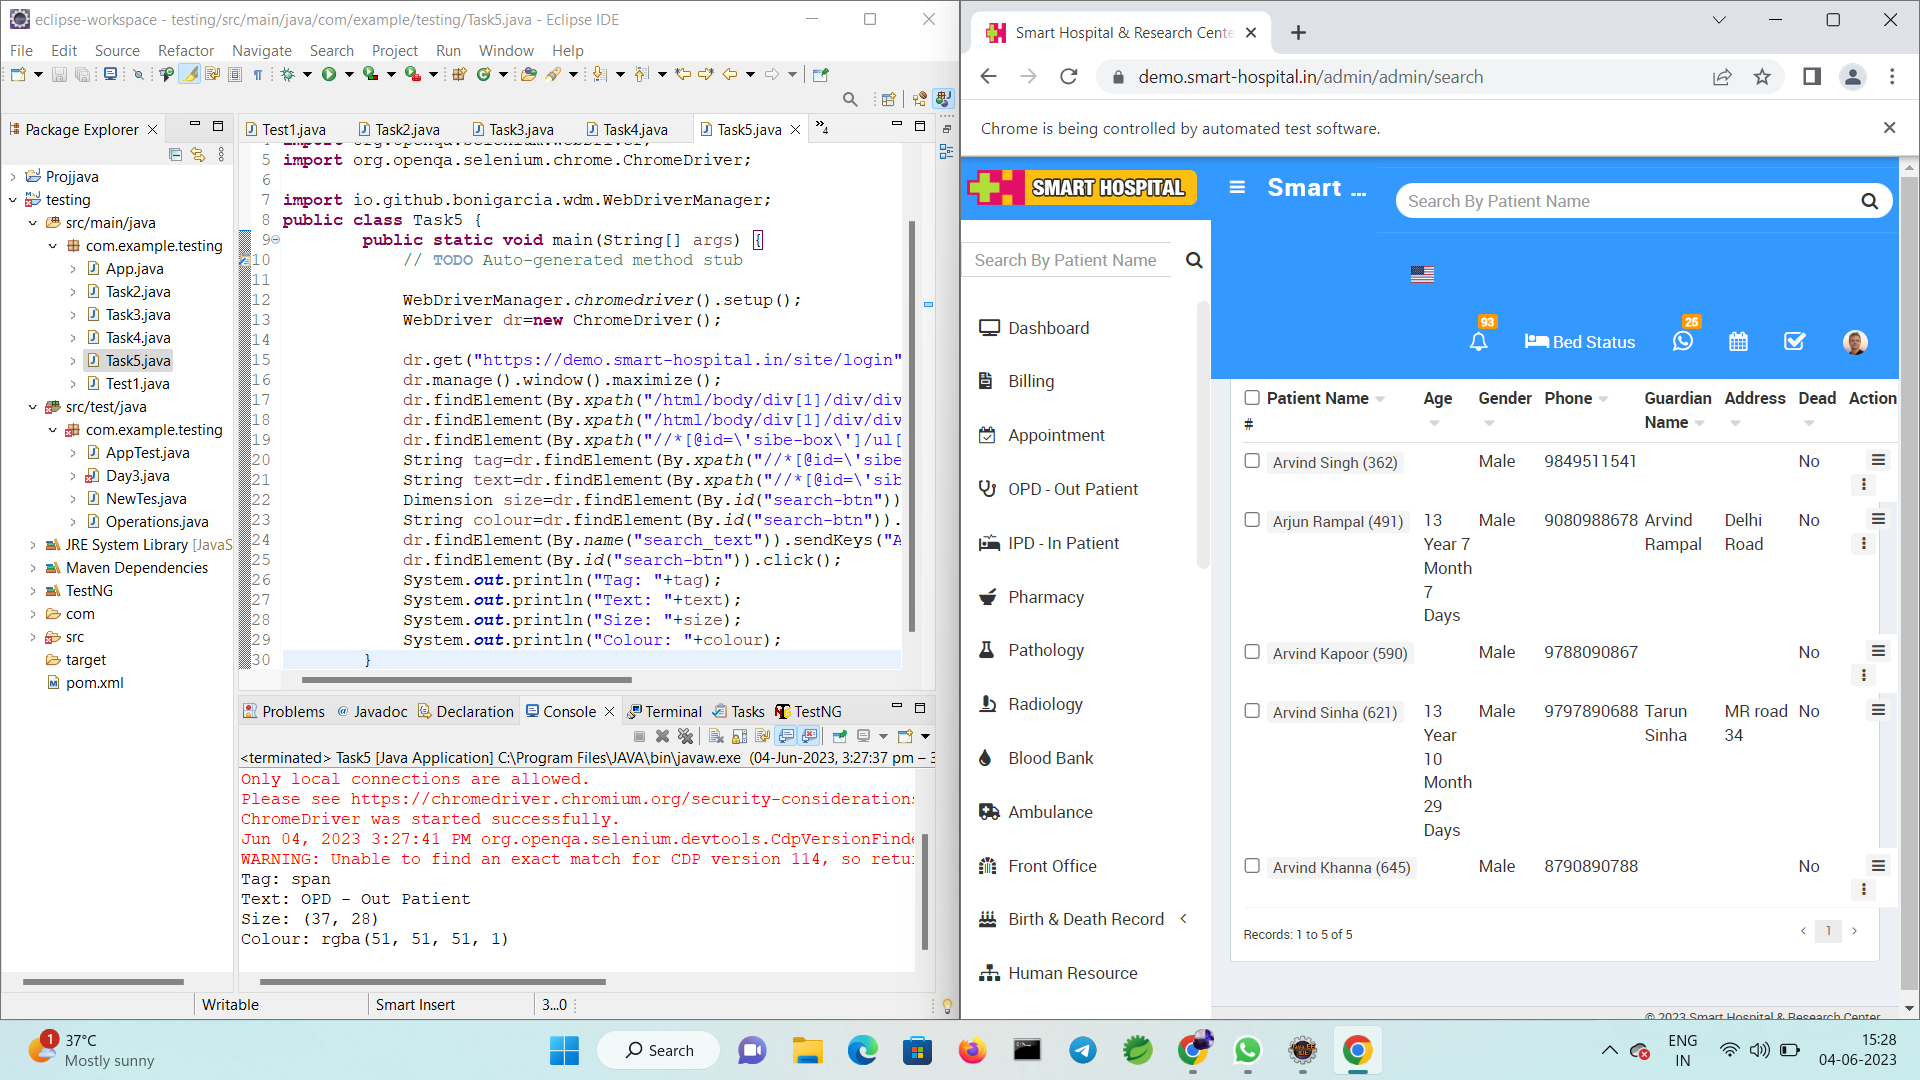 eclipse-workspace - testing/src/main/java/com/example/testing/Task5.java - Eclipse IDE
File Edit Source Refactor Navigate Search Project Run Window Help
Package Explorer
Projjava
testing
src/main/java
com.example.testing
App.java
Task2.java
Task3.java
Task4.java
Task5.java
Test1.java
src/test/java
com.example.testing
AppTest.java
Day3.java
NewTes.java
Operations.java
JRE System Library [JavaS
Maven Dependencies
TestNG
com
src
target
pom.xml
Test1.java Task2.java Task3.java Task4.java Task5.java »4
4 import org.openqa.selenium.WebDriver;
5 import org.openqa.selenium.chrome.ChromeDriver;
6
7 import io.github.bonigarcia.wdm.WebDriverManager;
8 public class Task5 {
9 public static void main(String[] args) {
10 // TODO Auto-generated method stub
11
12 WebDriverManager.chromedriver().setup();
13 WebDriver dr=new ChromeDriver();
14
15 dr.get("https://demo.smart-hospital.in/site/login"
16 dr.manage().window().maximize();
17 dr.findElement(By.xpath("/html/body/div[1]/div/div
18 dr.findElement(By.xpath("/html/body/div[1]/div/div
19 dr.findElement(By.xpath("//*[@id=\'sibe-box\']/ul[
20 String tag=dr.findElement(By.xpath("//*[@id=\'sibe
21 String text=dr.findElement(By.xpath("//*[@id=\'sib
22 Dimension size=dr.findElement(By.id("search-btn"))
23 String colour=dr.findElement(By.id("search-btn")).
24 dr.findElement(By.name("search_text")).sendKeys("A
25 dr.findElement(By.id("search-btn")).click();
26 System.out.println("Tag: "+tag);
27 System.out.println("Text: "+text);
28 System.out.println("Size: "+size);
29 System.out.println("Colour: "+colour);
30 }
Problems Javadoc Declaration Console Terminal Tasks TestNG
<terminated> Task5 [Java Application] C:\Program Files\JAVA\bin\javaw.exe (04-Jun-2023, 3:27:37 pm – 3
Only local connections are allowed.
Please see https://chromedriver.chromium.org/security-considerations
ChromeDriver was started successfully.
Jun 04, 2023 3:27:41 PM org.openqa.selenium.devtools.CdpVersionFinde
WARNING: Unable to find an exact match for CDP version 114, so retu
Tag: span
Text: OPD - Out Patient
Size: (37, 28)
Colour: rgba(51, 51, 51, 1)
Writable Smart Insert 3...0
Smart Hospital & Research Cente
demo.smart-hospital.in/admin/admin/search
Chrome is being controlled by automated test software.
SMART HOSPITAL
Smart ...
Search By Patient Name
Search By Patient Name
93
Bed Status
25
Dashboard
Billing
Appointment
OPD - Out Patient
IPD - In Patient
Pharmacy
Pathology
Radiology
Blood Bank
Ambulance
Front Office
Birth & Death Record
Human Resource
Patient Name Age Gender Phone Guardian Name Address Dead Action
#
Arvind Singh (362) Male 9849511541 No
Arjun Rampal (491) 13 Year 7 Month 7 Days Male 9080988678 Arvind Rampal Delhi Road No
Arvind Kapoor (590) Male 9788090867 No
Arvind Sinha (621) 13 Year 10 Month 29 Days Male 9797890688 Tarun Sinha MR road 34 No
Arvind Khanna (645) Male 8790890788 No
Records: 1 to 5 of 5
1
© 2023 Smart Hospital & Research Center
1
37°C
Mostly sunny
Search
ENG
IN
15:28
04-06-2023